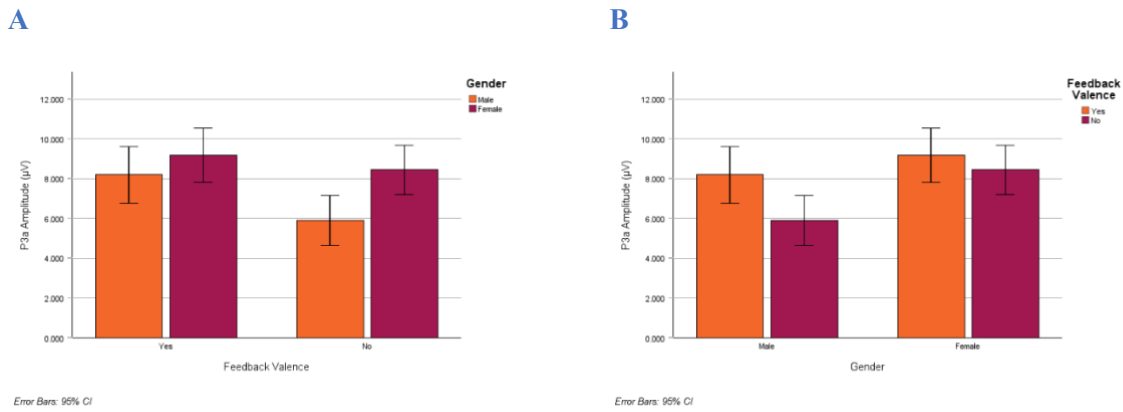 A
Gender
Male
Female
12.000
10.000
8.000
6.000
4.000
2.000
0.000
P3a Amplitude (µV)
Yes
No
Feedback Valence
Error Bars: 95% CI
B
Feedback
Valence
Yes
No
12.000
10.000
8.000
6.000
4.000
2.000
0.000
P3a Amplitude (µV)
Male
Female
Gender
Error Bars: 95% CI